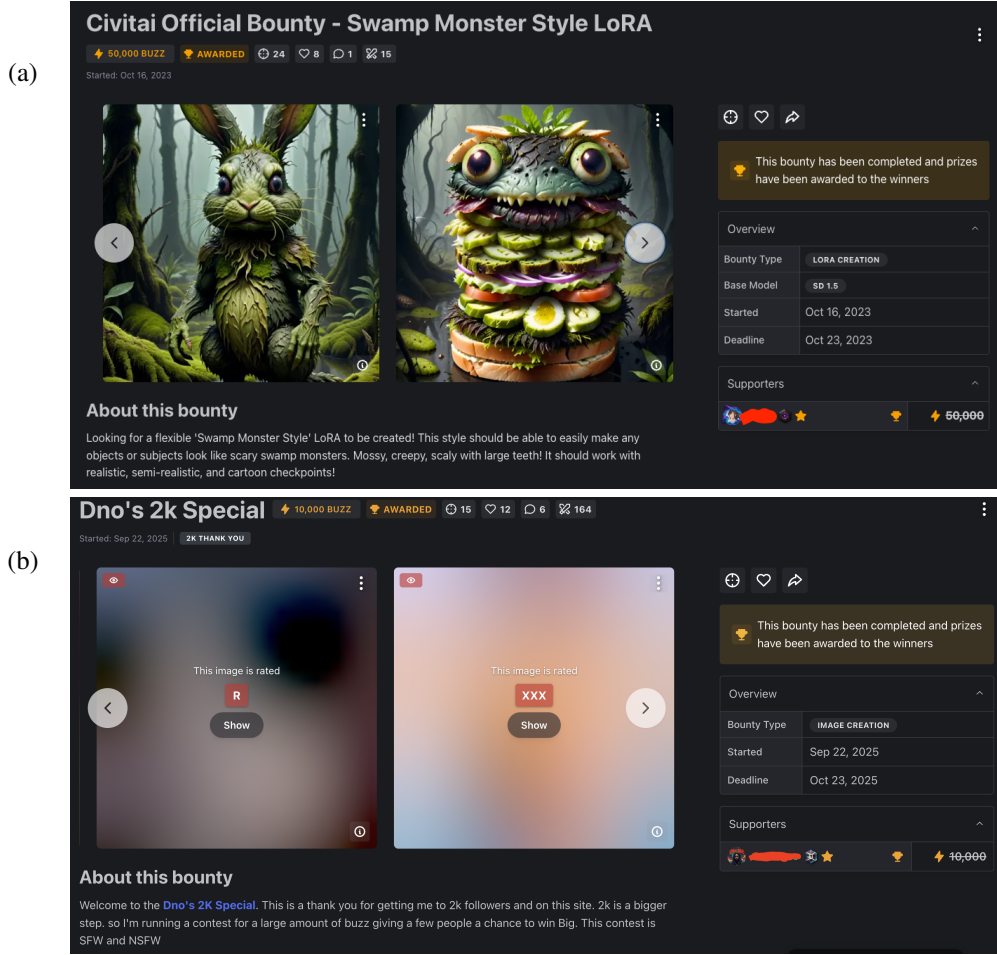 (a)
Civitai Official Bounty - Swamp Monster Style LoRA
50,000 BUZZ AWARDED 24 8 1 15
Started: Oct 16, 2023
This bounty has been completed and prizes
have been awarded to the winners
Overview
Bounty Type LORA CREATION
Base Model SD 1.5
Started Oct 16, 2023
Deadline Oct 23, 2023
Supporters
50,000
About this bounty
Looking for a flexible 'Swamp Monster Style' LoRA to be created! This style should be able to easily make any
objects or subjects look like scary swamp monsters. Mossy, creepy, scaly with large teeth! It should work with
realistic, semi-realistic, and cartoon checkpoints!
(b)
Dno's 2k Special 10,000 BUZZ AWARDED 15 12 6 164
Started: Sep 22, 2025 2K THANK YOU
This image is rated
R
Show
This image is rated
XXX
Show
This bounty has been completed and prizes
have been awarded to the winners
Overview
Bounty Type IMAGE CREATION
Started Sep 22, 2025
Deadline Oct 23, 2025
Supporters
10,000
About this bounty
Welcome to the Dno's 2K Special. This is a thank you for getting me to 2k followers and on this site. 2k is a bigger
step. so I'm running a contest for a large amount of buzz giving a few people a chance to win Big. This contest is
SFW and NSFW